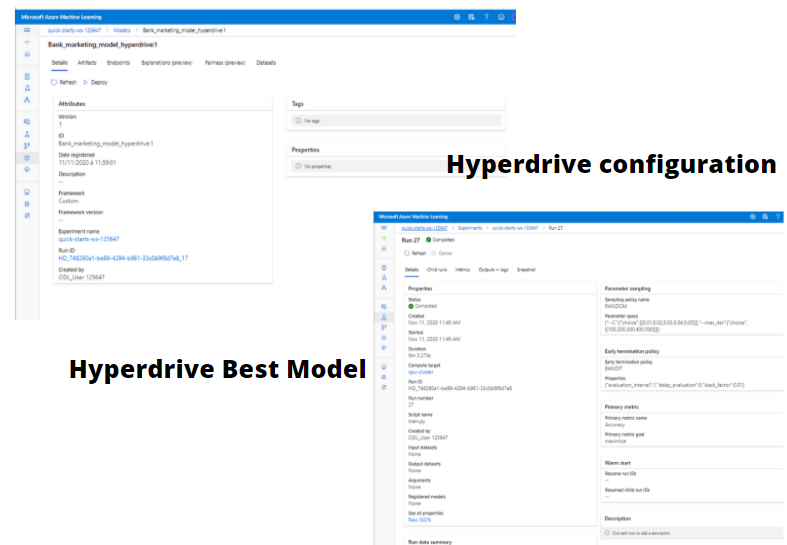 Microsoft Azure Machine Learning
quick-starts-ws-125647 > Models > Bank_marketing_model_hyperdrive:1
Bank_marketing_model_hyperdrive:1
Details Artifacts Endpoints Explanations (preview) Fairness (preview) Datasets
Refresh Deploy
Attributes
Version
1
ID
Bank_marketing_model_hyperdrive:1
Date registered
11/11/2020 à 11:59:01
Description
--
Framework
Custom
Framework version
--
Experiment name
quick-starts-ws-125647
Run ID
HD_748260a1-be98-4294-b981-33c0b9f8d7e8_17
Created by
ODL_User 125647
Tags
No tags
Properties
No properties
Hyperdrive configuration
Hyperdrive Best Model
Microsoft Azure Machine Learning
quick-starts-ws-125647 > Experiments > quick-starts-ws-125647 > Run 27
Run 27 Completed
Refresh Cancel
Details Child runs Metrics Outputs + logs Snapshot
Properties
Status
Completed
Created
Nov 11, 2020 11:49 AM
Started
Nov 11, 2020 11:49 AM
Duration
9m 3.276s
Compute target
cpu-cluster
Run ID
HD_748260a1-be98-4294-b981-33c0b9f8d7e8
Run number
27
Script name
train.py
Created by
ODL_User 125647
Input datasets
None
Output datasets
None
Arguments
None
Registered models
None
See all properties
Raw JSON
Run data summary
Parameter sampling
Sampling policy name
RANDOM
Parameter space
{"--C":["choice",[[0.01,0.02,0.03,0.04,0.05]]],"--max_iter":["choice",
[[100,200,300,400,500]]]}
Early termination policy
Early termination policy
BANDIT
Properties
{"evaluation_interval":1,"delay_evaluation":0,"slack_factor":0.01}
Primary metric
Primary metric name
Accuracy
Primary metric goal
maximize
Warm start
Resume run IDs
--
Resumed child run IDs
--
Description
Click edit icon to add a description